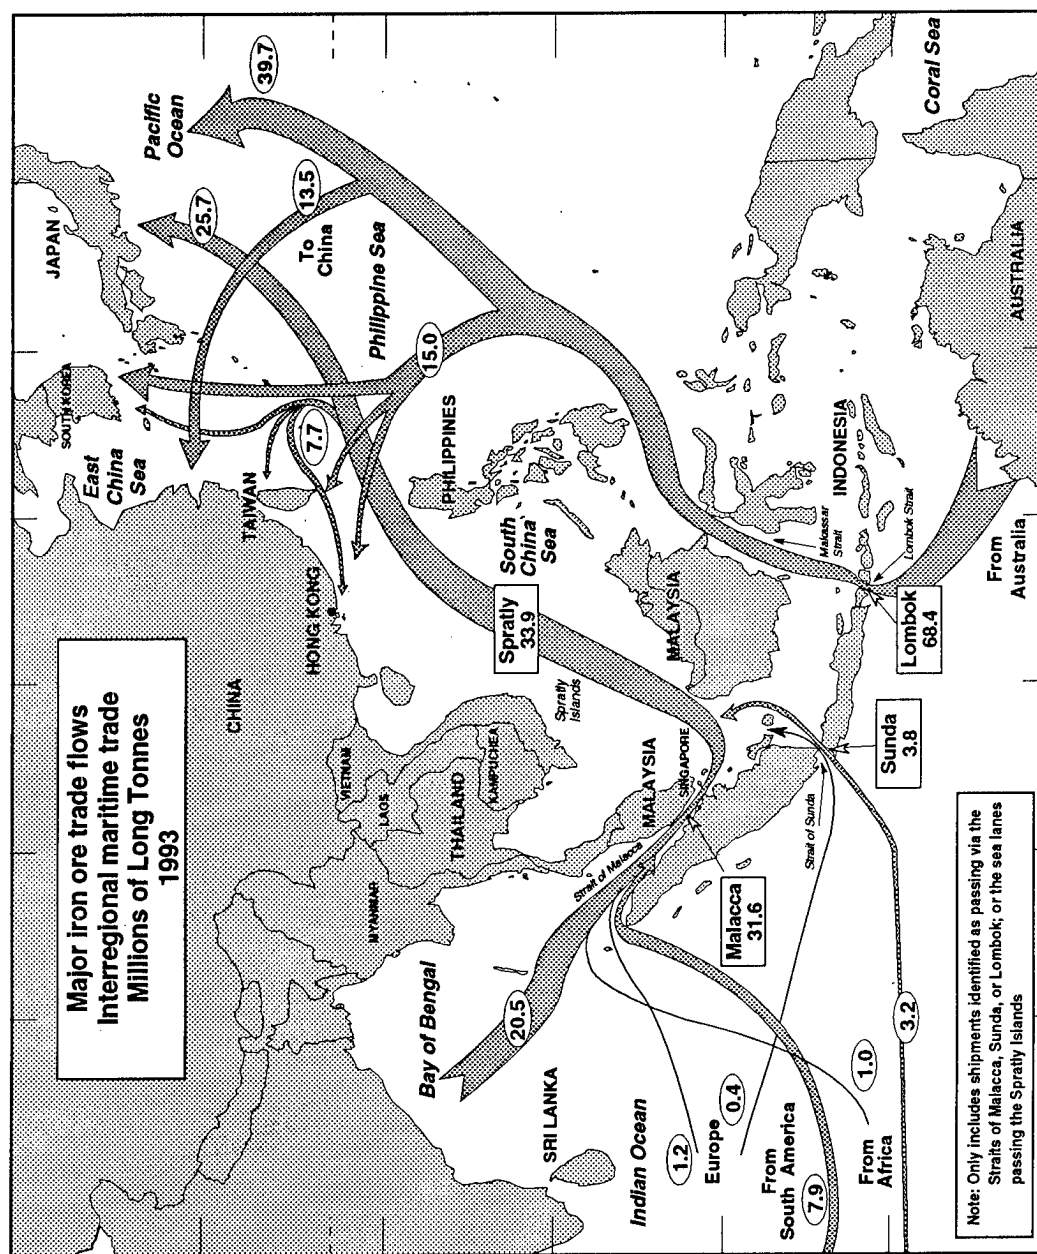 Major iron ore trade flows
Interregional maritime trade
Millions of Long Tonnes
1993
JAPAN
Pacific
Ocean
39.7
25.7
13.5
To
China
SOUTH KOREA
East
China
Sea
Philippine Sea
15.0
7.7
TAIWAN
HONG KONG
CHINA
PHILIPPINES
South
China
Sea
Spratly
33.9
Spratly
Islands
VIETNAM
LAOS
THAILAND
KAMPUCHEA
MYANMAR
MALAYSIA
SINGAPORE
MALAYSIA
Strait of Malacca
Malacca
31.6
Bay of Bengal
20.5
SRI LANKA
Indian Ocean
1.2
Europe
0.4
From
South America
7.9
1.0
From
Africa
3.2
Strait of Sunda
Sunda
3.8
Lombok
68.4
Lombok Strait
Makassar
Strait
INDONESIA
From
Australia
AUSTRALIA
Coral Sea
Note: Only includes shipments identified as passing via the
Straits of Malacca, Sunda, or Lombok; or the sea lanes
passing the Spratly Islands